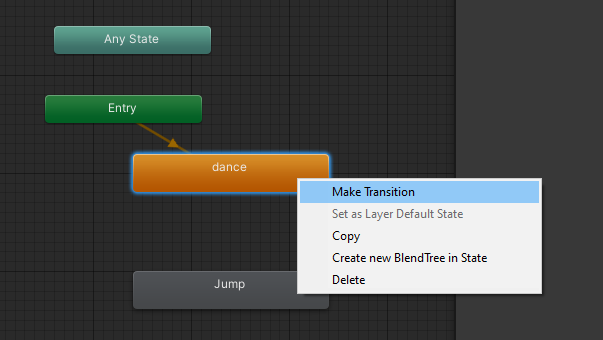 Any State
Entry
dance
Make Transition
Set as Layer Default State
Copy
Create new BlendTree in State
Delete
Jump